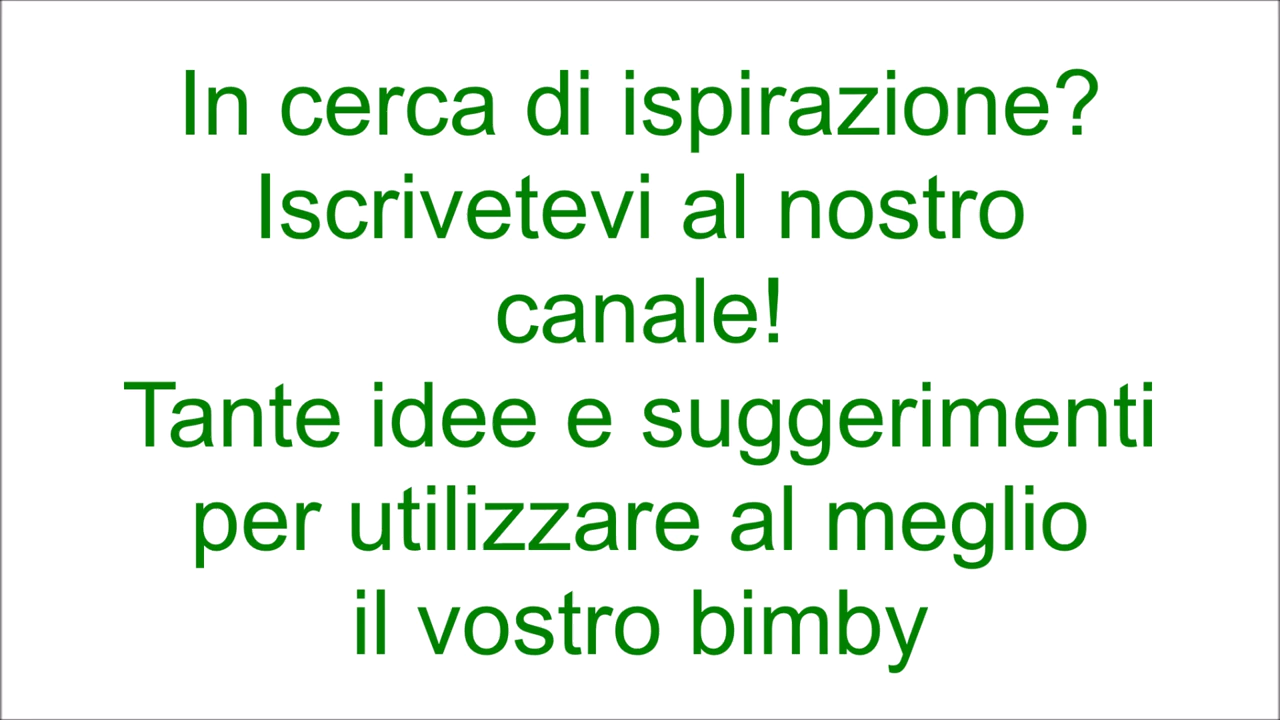 In cerca di ispirazione?
Iscrivetevi al nostro
canale!
Tante idee e suggerimenti
per utilizzare al meglio
il vostro bimby